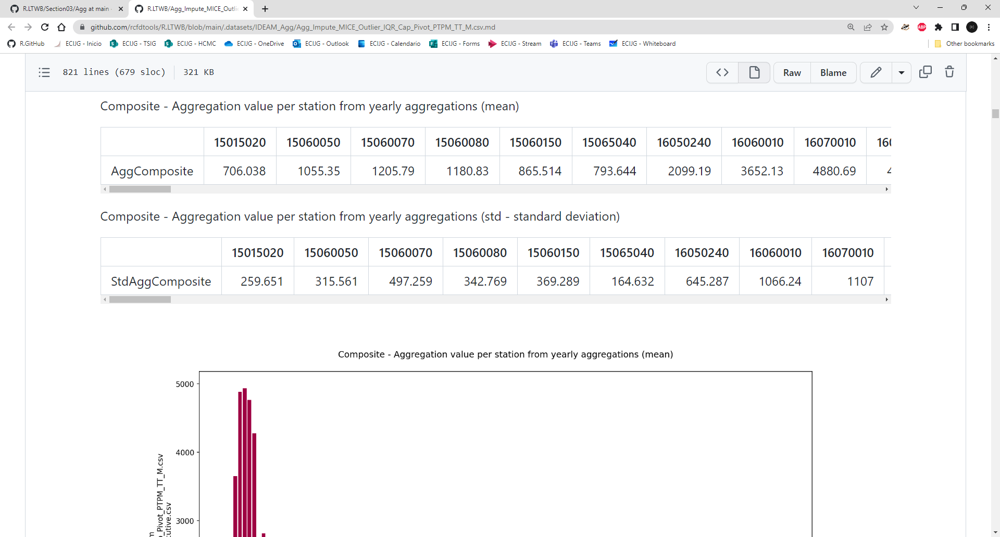 R.LTWB/Section03/Agg at main
R.LTWB/Agg_Impute_MICE_Outli
github.com/rcfdtools/R.LTWB/blob/main/.datasets/IDEAM_Agg/Agg_Impute_MICE_Outlier_IQR_Cap_Pivot_PTPM_TT_M.csv.md
ABP
R.GitHub
ECIJG - Inicio
ECIJG - TSIG
ECIJG - HCMC
ECIJG - OneDrive
ECIJG - Outlook
ECIJG - Calendario
ECIJG - Forms
ECIJG - Stream
ECIJG - Teams
ECIJG - Whiteboard
Other bookmarks
821 lines (679 sloc)
321 KB
Raw
Blame
Composite - Aggregation value per station from yearly aggregations (mean)
15015020 15060050 15060070 15060080 15060150 15065040 16050240 16060010 16070010
AggComposite 706.038 1055.35 1205.79 1180.83 865.514 793.644 2099.19 3652.13 4880.69
Composite - Aggregation value per station from yearly aggregations (std - standard deviation)
15015020 15060050 15060070 15060080 15060150 15065040 16050240 16060010 16070010
StdAggComposite 259.651 315.561 497.259 342.769 369.289 164.632 645.287 1066.24 1107
Composite - Aggregation value per station from yearly aggregations (mean)
5000
4000
3000
_Pivot_PTPM_TT_M.csv
cutive.csv